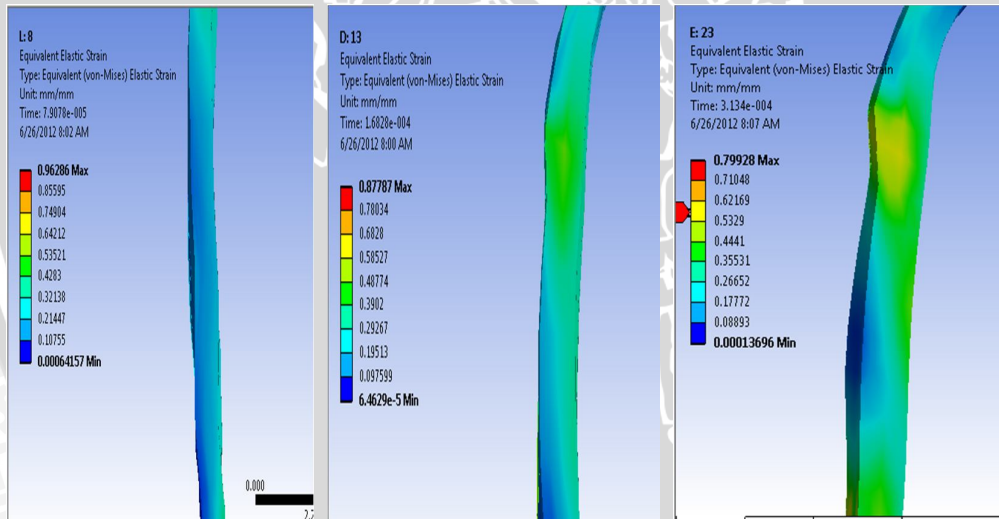 L: 8
Equivalent Elastic Strain
Type: Equivalent (von-Mises) Elastic Strain
Unit: mm/mm
Time: 7.9078e-005
6/26/2012 8:02 AM
0.96286 Max
0.85595
0.74904
0.64212
0.53521
0.4283
0.32138
0.21447
0.10755
0.00064157 Min
0.000
D: 13
Equivalent Elastic Strain
Type: Equivalent (von-Mises) Elastic Strain
Unit: mm/mm
Time: 1.6828e-004
6/26/2012 8:00 AM
0.87787 Max
0.78034
0.6828
0.58527
0.48774
0.3902
0.29267
0.19513
0.097599
6.4629e-5 Min
E: 23
Equivalent Elastic Strain
Type: Equivalent (von-Mises) Elastic Strain
Unit: mm/mm
Time: 3.134e-004
6/26/2012 8:07 AM
0.79928 Max
0.71048
0.62169
0.5329
0.4441
0.35531
0.26652
0.17772
0.08893
0.00013696 Min